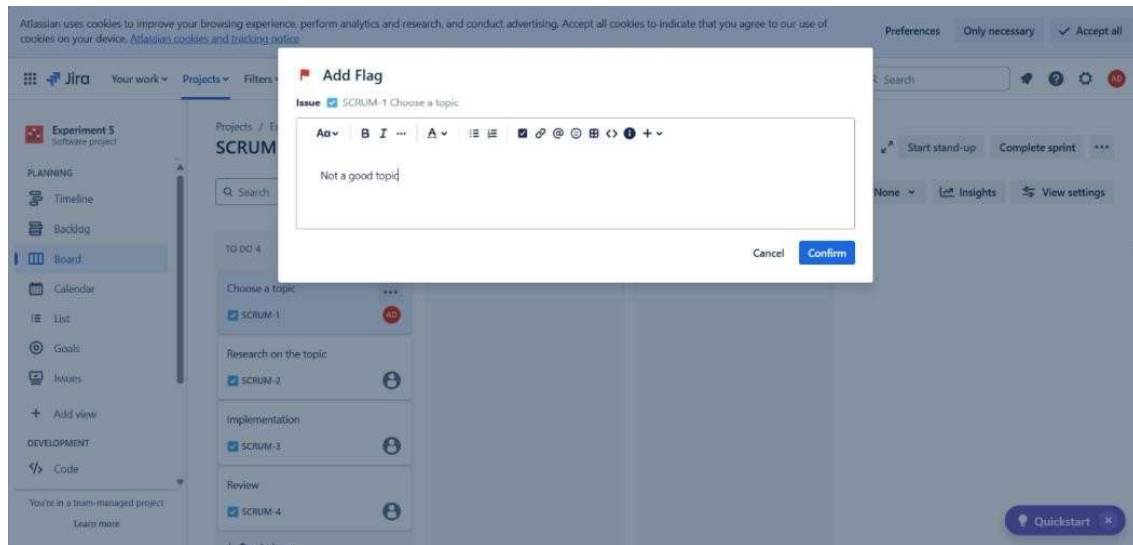 Atlassian uses cookies to improve your browsing experience, perform analytics and research, and conduct advertising. Accept all cookies to indicate that you agree to our use of
cookies on your device. Atlassian cookies and tracking notice
Preferences Only necessary Accept all
Jira Your work Projects Filters Search AD
Add Flag
Issue SCRUM-1 Choose a topic
Aa B I ... A @ <> +
Not a good topic
Cancel Confirm
Experiment 5
Software project
Projects /
SCRUM
Start stand-up Complete sprint ...
PLANNING
Search
None Insights View settings
Timeline
Backlog
Board
Calendar
List
Goals
Issues
+ Add view
DEVELOPMENT
</> Code
You're in a team-managed project
Learn more
TO DO 4
Choose a topic ...
SCRUM-1 AD
Research on the topic
SCRUM-2
Implementation
SCRUM-3
Review
SCRUM-4
Quickstart ×